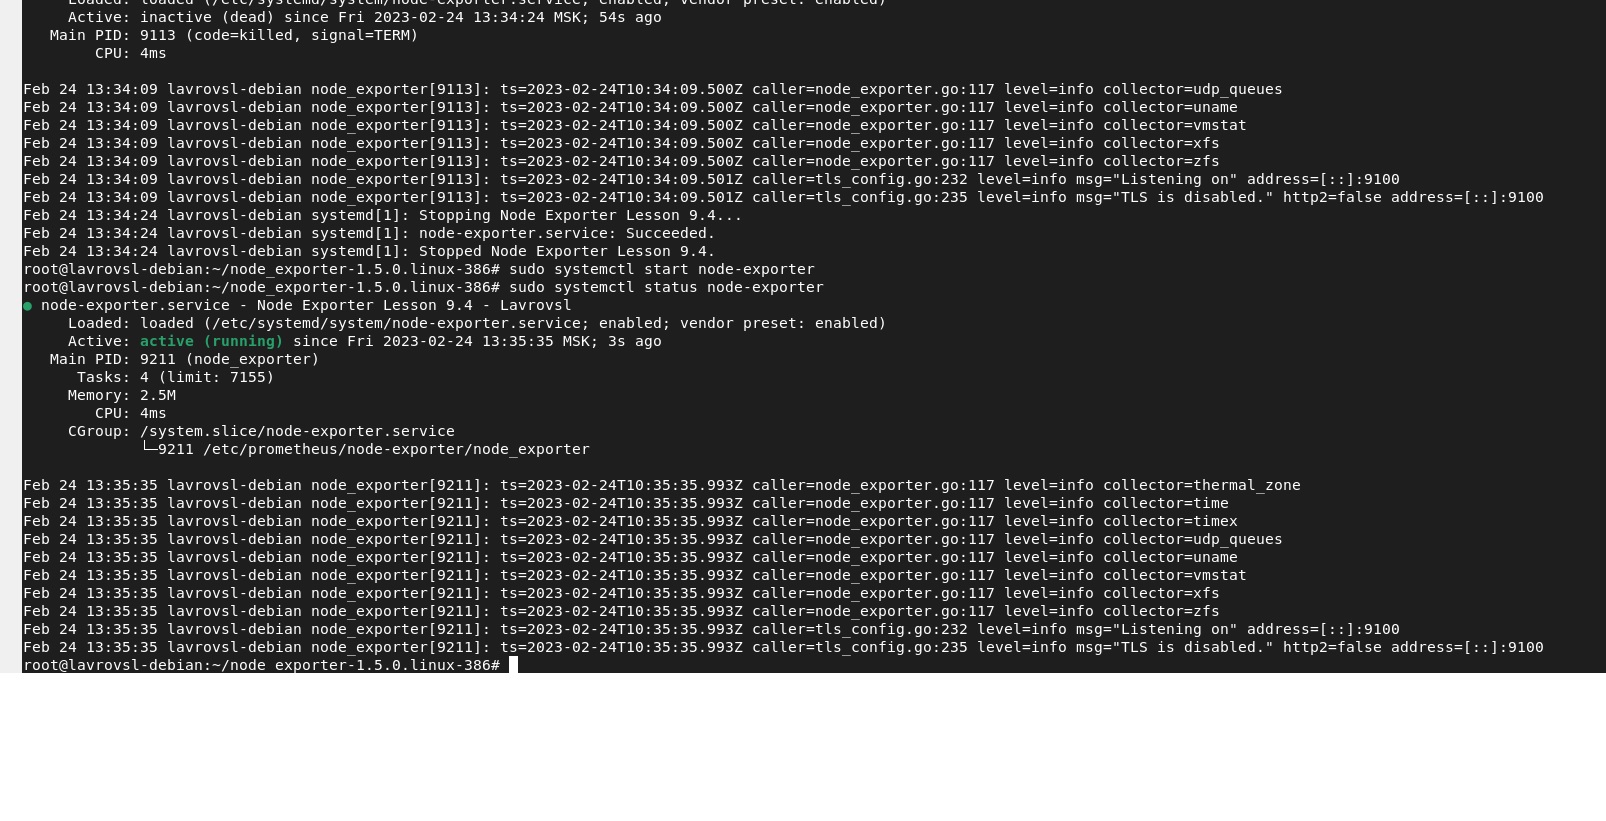 Loaded: loaded (/etc/systemd/system/node-exporter.service; enabled; vendor preset: enabled)
Active: inactive (dead) since Fri 2023-02-24 13:34:24 MSK; 54s ago
Main PID: 9113 (code=killed, signal=TERM)
CPU: 4ms
Feb 24 13:34:09 lavrovsl-debian node_exporter[9113]: ts=2023-02-24T10:34:09.500Z caller=node_exporter.go:117 level=info collector=udp_queues
Feb 24 13:34:09 lavrovsl-debian node_exporter[9113]: ts=2023-02-24T10:34:09.500Z caller=node_exporter.go:117 level=info collector=uname
Feb 24 13:34:09 lavrovsl-debian node_exporter[9113]: ts=2023-02-24T10:34:09.500Z caller=node_exporter.go:117 level=info collector=vmstat
Feb 24 13:34:09 lavrovsl-debian node_exporter[9113]: ts=2023-02-24T10:34:09.500Z caller=node_exporter.go:117 level=info collector=xfs
Feb 24 13:34:09 lavrovsl-debian node_exporter[9113]: ts=2023-02-24T10:34:09.500Z caller=node_exporter.go:117 level=info collector=zfs
Feb 24 13:34:09 lavrovsl-debian node_exporter[9113]: ts=2023-02-24T10:34:09.501Z caller=tls_config.go:232 level=info msg="Listening on" address=[::]:9100
Feb 24 13:34:09 lavrovsl-debian node_exporter[9113]: ts=2023-02-24T10:34:09.501Z caller=tls_config.go:235 level=info msg="TLS is disabled." http2=false address=[::]:9100
Feb 24 13:34:24 lavrovsl-debian systemd[1]: Stopping Node Exporter Lesson 9.4...
Feb 24 13:34:24 lavrovsl-debian systemd[1]: node-exporter.service: Succeeded.
Feb 24 13:34:24 lavrovsl-debian systemd[1]: Stopped Node Exporter Lesson 9.4.
root@lavrovsl-debian:~/node_exporter-1.5.0.linux-386# sudo systemctl start node-exporter
root@lavrovsl-debian:~/node_exporter-1.5.0.linux-386# sudo systemctl status node-exporter
● node-exporter.service - Node Exporter Lesson 9.4 - Lavrovsl
Loaded: loaded (/etc/systemd/system/node-exporter.service; enabled; vendor preset: enabled)
Active: active (running) since Fri 2023-02-24 13:35:35 MSK; 3s ago
Main PID: 9211 (node_exporter)
Tasks: 4 (limit: 7155)
Memory: 2.5M
CPU: 4ms
CGroup: /system.slice/node-exporter.service
└─9211 /etc/prometheus/node-exporter/node_exporter
Feb 24 13:35:35 lavrovsl-debian node_exporter[9211]: ts=2023-02-24T10:35:35.993Z caller=node_exporter.go:117 level=info collector=thermal_zone
Feb 24 13:35:35 lavrovsl-debian node_exporter[9211]: ts=2023-02-24T10:35:35.993Z caller=node_exporter.go:117 level=info collector=time
Feb 24 13:35:35 lavrovsl-debian node_exporter[9211]: ts=2023-02-24T10:35:35.993Z caller=node_exporter.go:117 level=info collector=timex
Feb 24 13:35:35 lavrovsl-debian node_exporter[9211]: ts=2023-02-24T10:35:35.993Z caller=node_exporter.go:117 level=info collector=udp_queues
Feb 24 13:35:35 lavrovsl-debian node_exporter[9211]: ts=2023-02-24T10:35:35.993Z caller=node_exporter.go:117 level=info collector=uname
Feb 24 13:35:35 lavrovsl-debian node_exporter[9211]: ts=2023-02-24T10:35:35.993Z caller=node_exporter.go:117 level=info collector=vmstat
Feb 24 13:35:35 lavrovsl-debian node_exporter[9211]: ts=2023-02-24T10:35:35.993Z caller=node_exporter.go:117 level=info collector=xfs
Feb 24 13:35:35 lavrovsl-debian node_exporter[9211]: ts=2023-02-24T10:35:35.993Z caller=node_exporter.go:117 level=info collector=zfs
Feb 24 13:35:35 lavrovsl-debian node_exporter[9211]: ts=2023-02-24T10:35:35.993Z caller=tls_config.go:232 level=info msg="Listening on" address=[::]:9100
Feb 24 13:35:35 lavrovsl-debian node_exporter[9211]: ts=2023-02-24T10:35:35.993Z caller=tls_config.go:235 level=info msg="TLS is disabled." http2=false address=[::]:9100
root@lavrovsl-debian:~/node_exporter-1.5.0.linux-386#